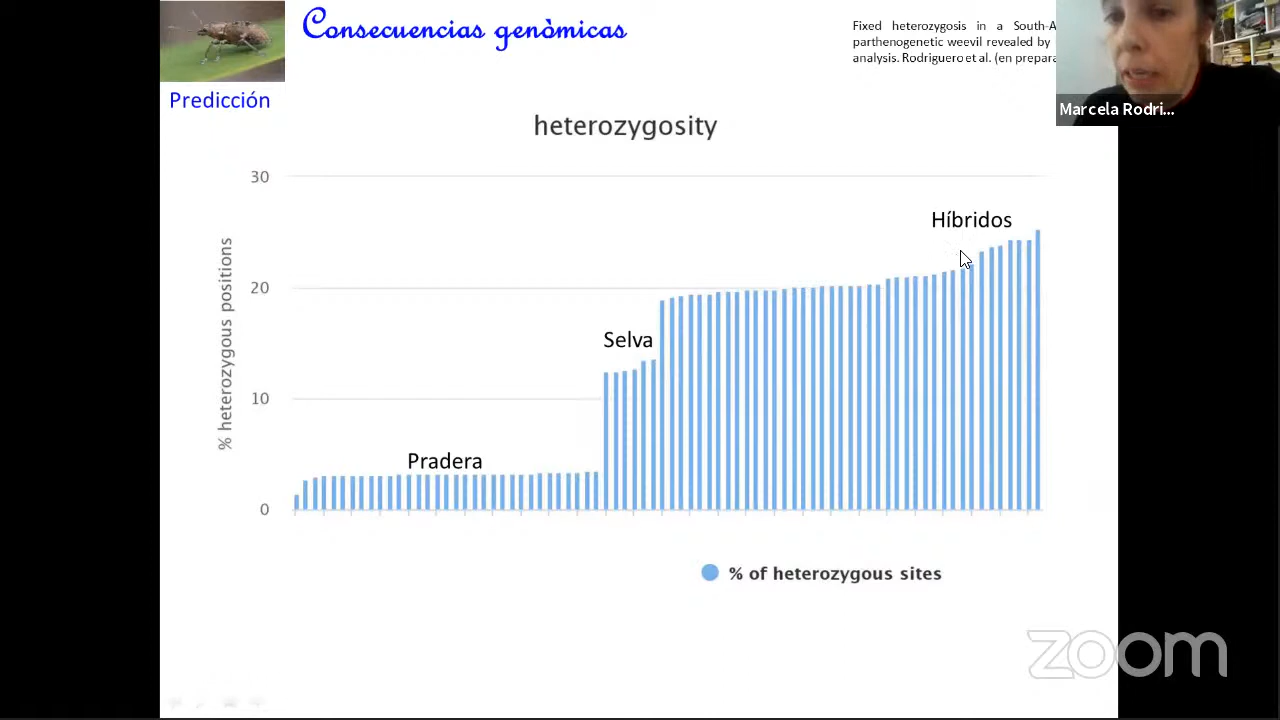 Consecuencias genòmicas
Fixed heterozygosis in a South-A
parthenogenetic weevil revealed by
analysis. Rodriguero et al. (en prepara
Marcela Rodri...
Predicción
heterozygosity
30
20
10
0
% heterozygous positions
Híbridos
Selva
Pradera
% of heterozygous sites
zoom